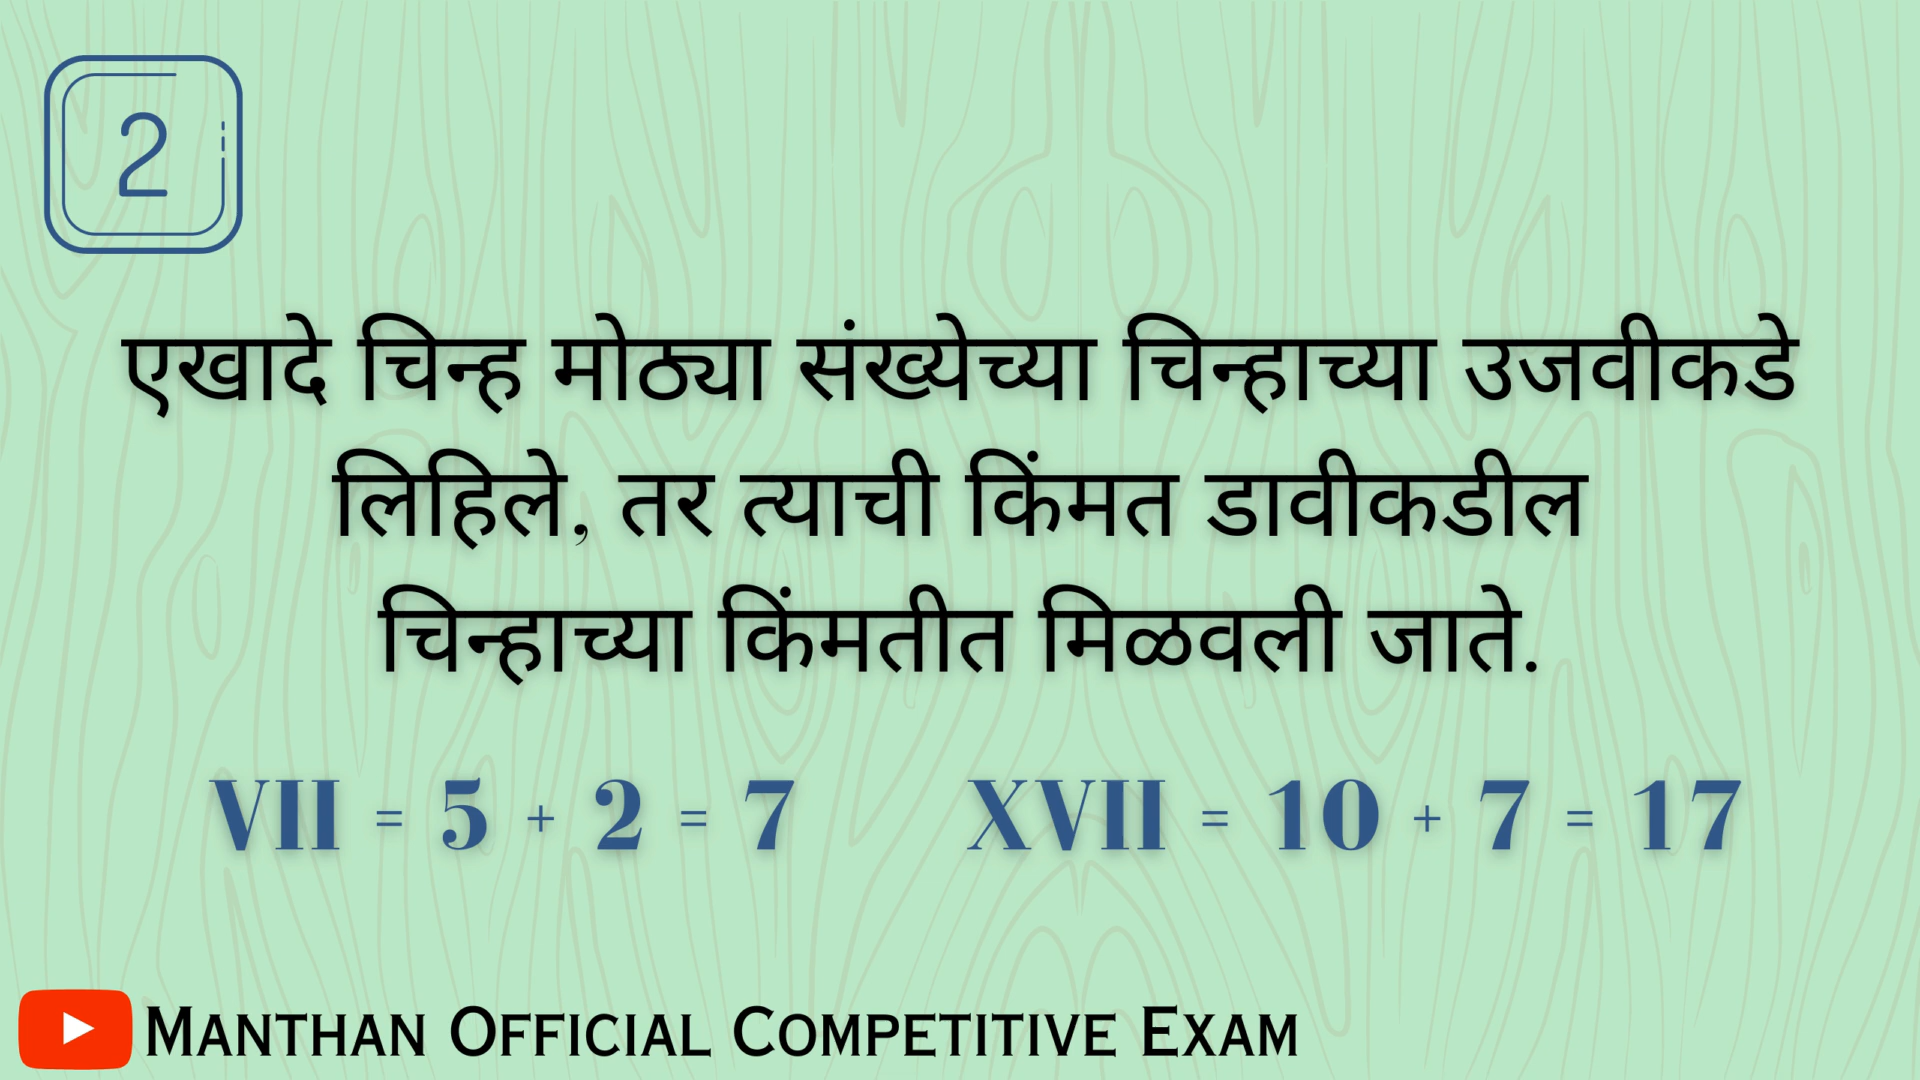 2
एखादे चिन्ह मोठ्या संख्येच्या चिन्हाच्या उजवीकडे
लिहिले, तर त्याची किंमत डावीकडील
चिन्हाच्या किंमतीत मिळवली जाते.
VII = 5 + 2 = 7 XVII = 10 + 7 = 17
Manthan Official Competitive Exam